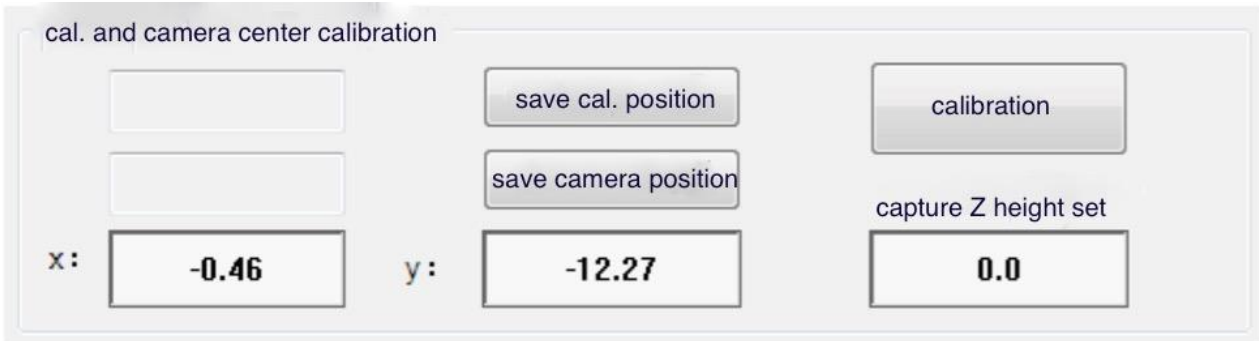 cal. and camera center calibration
save cal. position
calibration
save camera position
capture Z height set
x: -0.46 y: -12.27 0.0